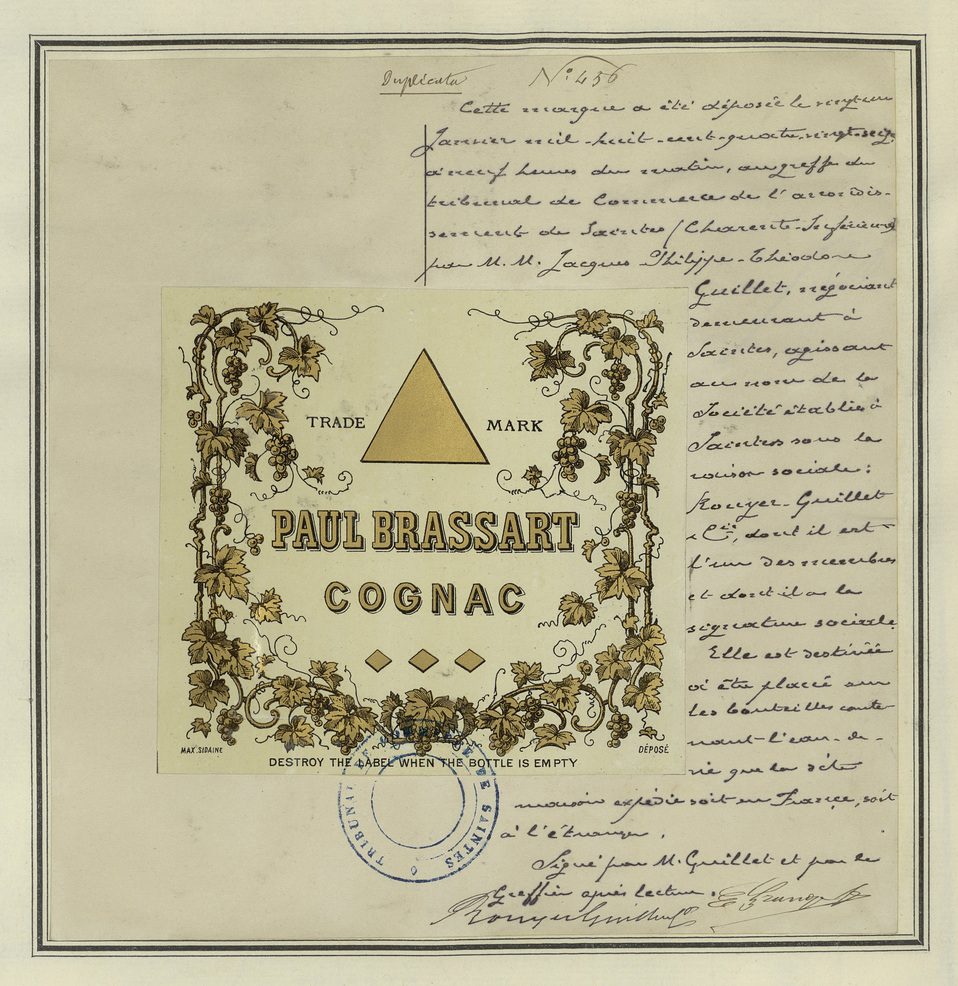 Duplicata
N° 456
Cette marque a été déposée le vingt un
Janvier mil-huit-cent-quatre-vingt-seize
à neuf heures du matin, au greffe du
tribunal de Commerce de l'arrondis-
sement de Saintes (Charente-Inférieure)
par M. M. Jacques Philippe-Théodore
Guillet, négociant
demeurant à
Saintes, agissant
au nom de la
Société établie à
Saintes sous la
raison sociale:
Rouyer-Guillet
& Cie, dont il est
l'un des membres
et dont il a la
signature sociale
Elle est destinée
à être placée sur
les bouteilles conte-
nant l'eau-de-
vie que la dite
maison expédie soit en France, soit
à l'étranger.
Signé par M. Guillet et par le
Greffier après lecture.
Rouyer Guillet
TRADE MARK
PAUL BRASSART
COGNAC
MAX. SIDAINE
DÉPOSÉ
DESTROY THE LABEL WHEN THE BOTTLE IS EMPTY
TRIBUNAL DE COMMERCE DE SAINTES